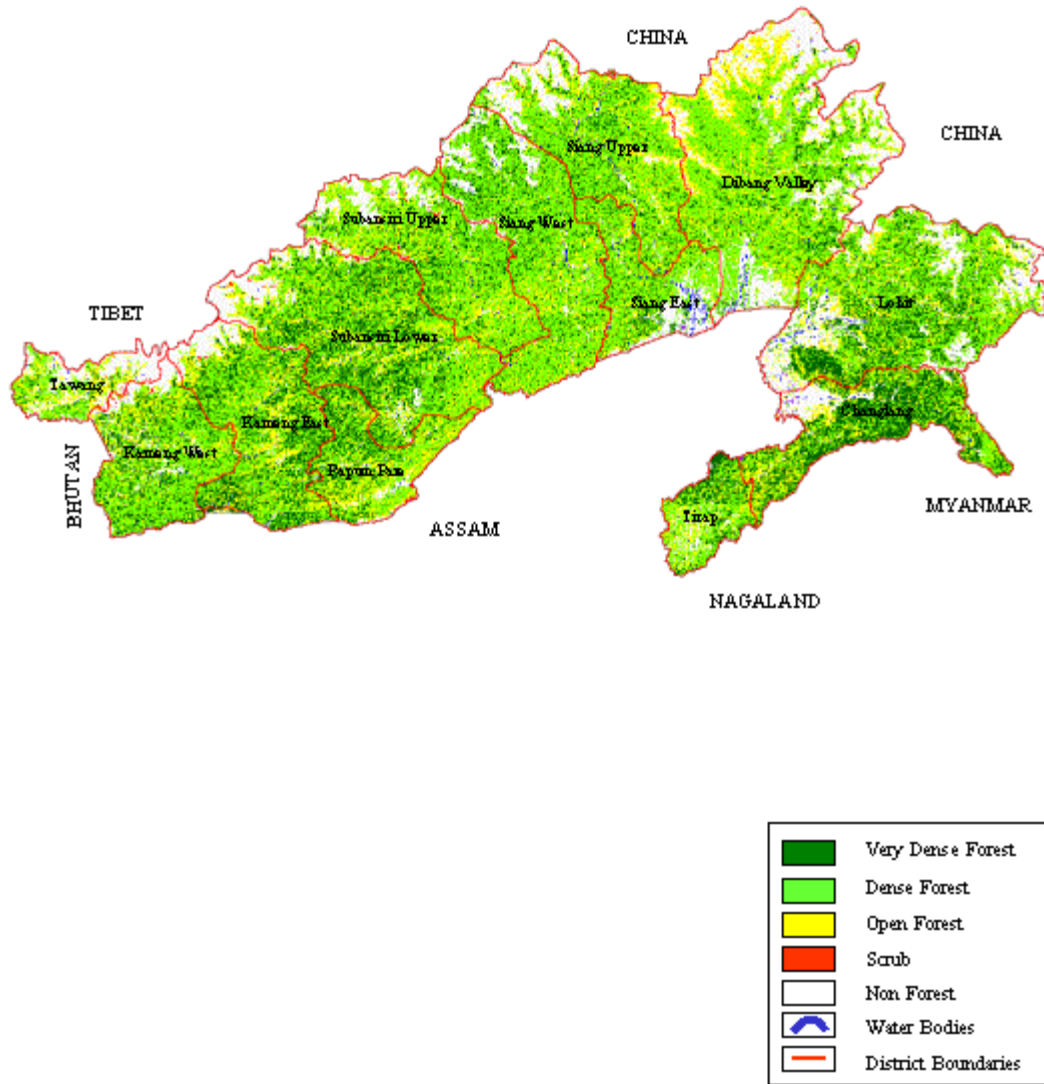 CHINA
CHINA
Siang Upper
Dibang Valley
Subansiri Upper
Siang West
Siang East
Lohit
TIBET
Subansiri Lower
Tawang
Changlang
Kameng East
Kameng West
Papum Pare
BHUTAN
ASSAM
MYANMAR
Tirap
NAGALAND
Very Dense Forest
Dense Forest
Open Forest
Scrub
Non Forest
Water Bodies
District Boundaries